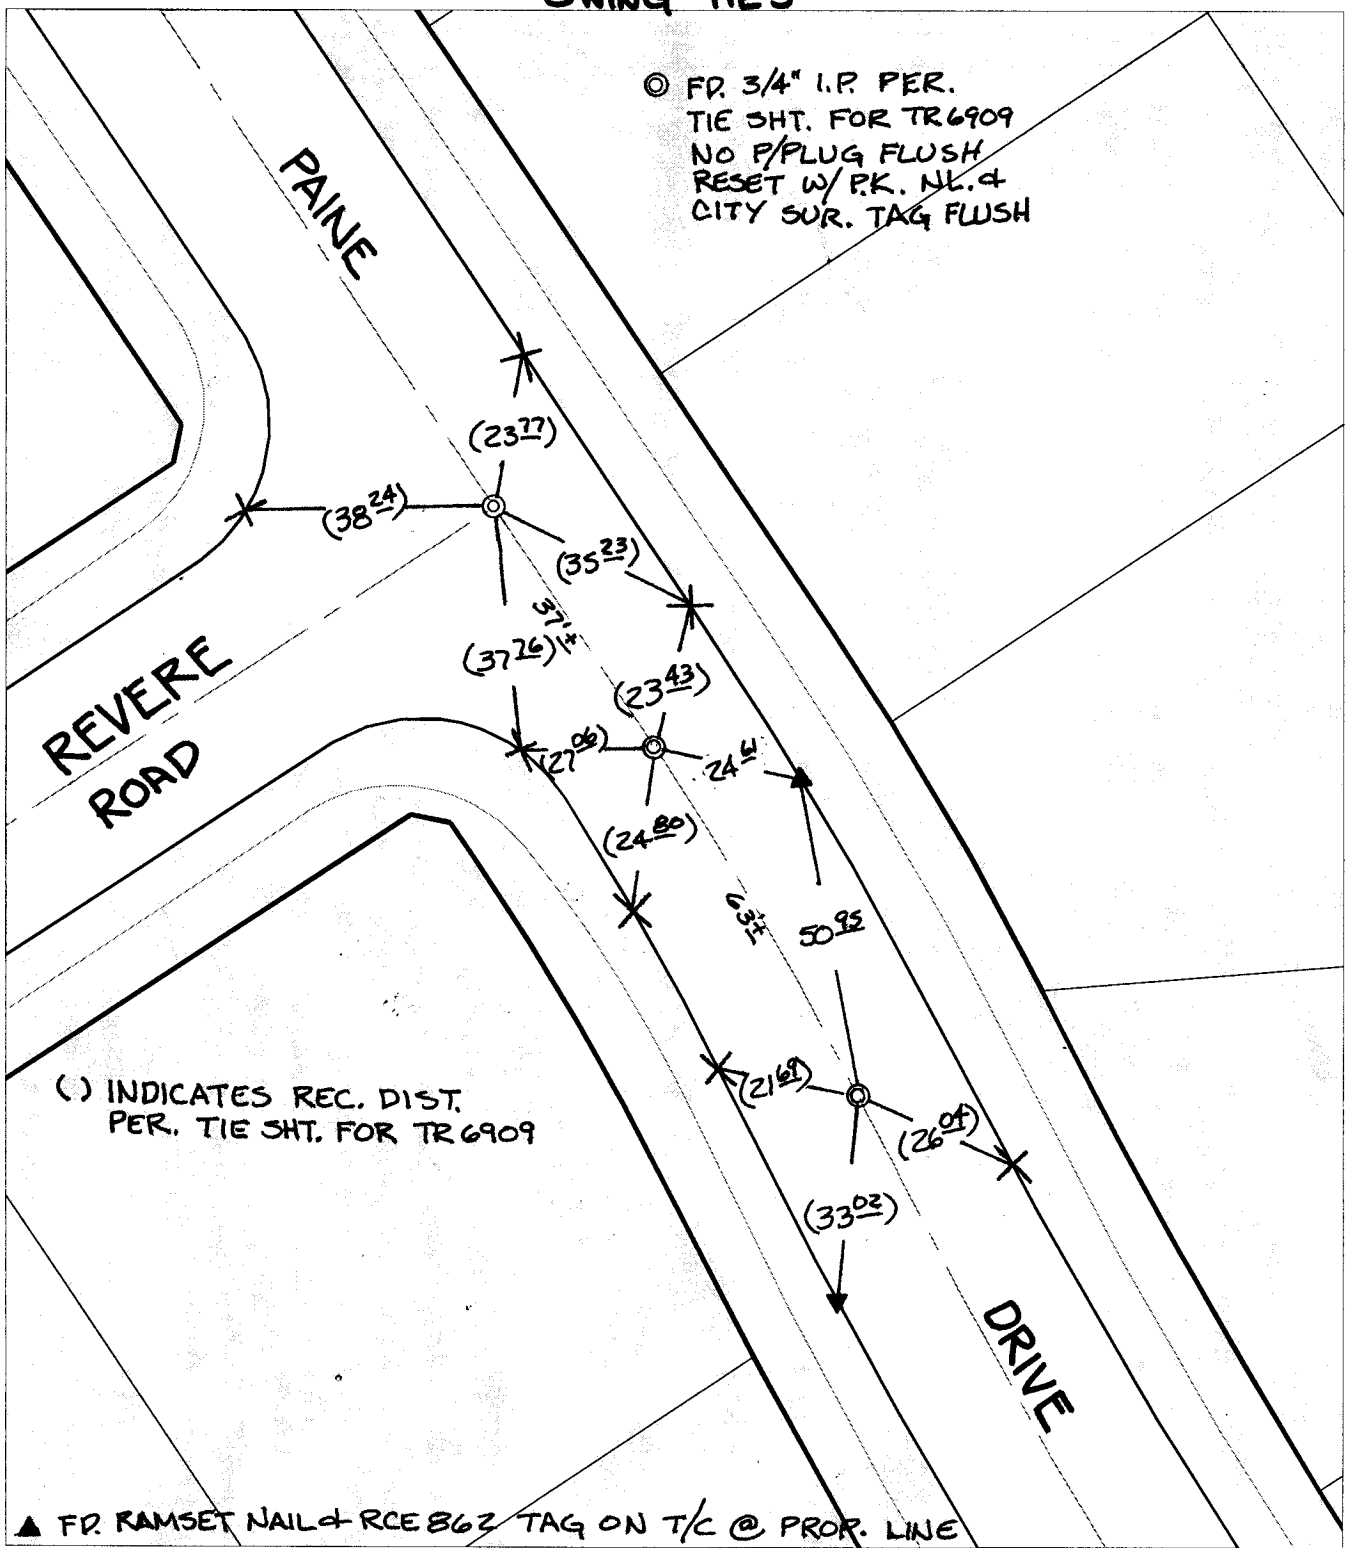 SWING TIES
◎ FD. 3/4" I.P. PER.
TIE SHT. FOR TR6909
NO P/PLUG FLUSH
RESET W/ P.K. NL. &
CITY SUR. TAG FLUSH
PAINE
(23.77)
(38.24)
(35.23)
37'±
(37.76)
(23.43)
REVERE
ROAD
(27.06)
24.61
(24.80)
63'±
50.95
( ) INDICATES REC. DIST.
PER. TIE SHT. FOR TR6909
(21.69)
(26.04)
(33.02)
DRIVE
▲ FD. RAMSET NAIL & RCE 862 TAG ON T/C @ PROP. LINE